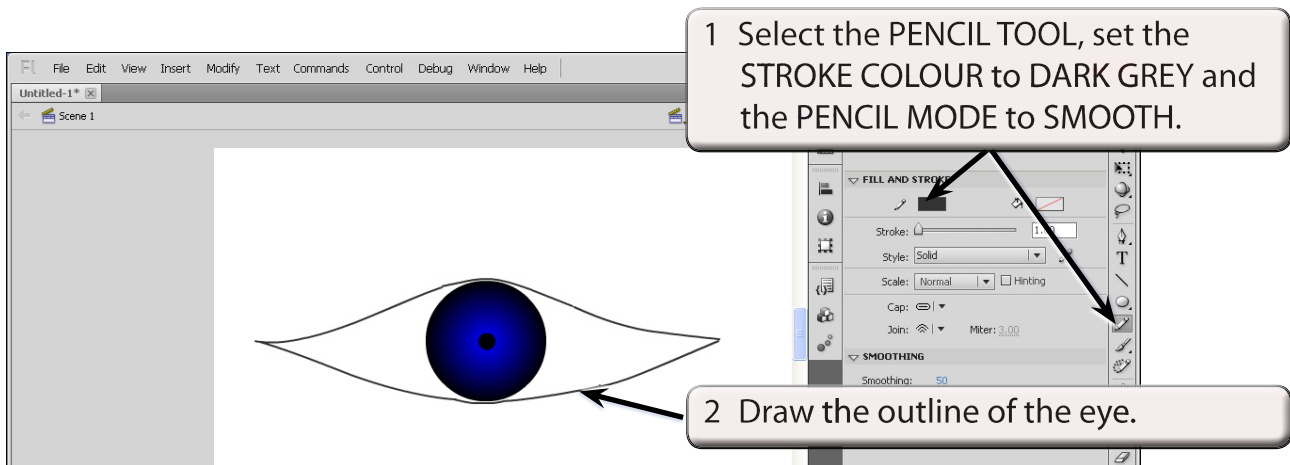 1 Select the PENCIL TOOL, set the
STROKE COLOUR to DARK GREY and
the PENCIL MODE to SMOOTH.
Fl File Edit View Insert Modify Text Commands Control Debug Window Help
Untitled-1*
Scene 1
FILL AND STROKE
Stroke:
Style: Solid
Scale: Normal Hinting
Cap:
Join: Miter: 3.00
SMOOTHING
Smoothing: 50
T
2 Draw the outline of the eye.